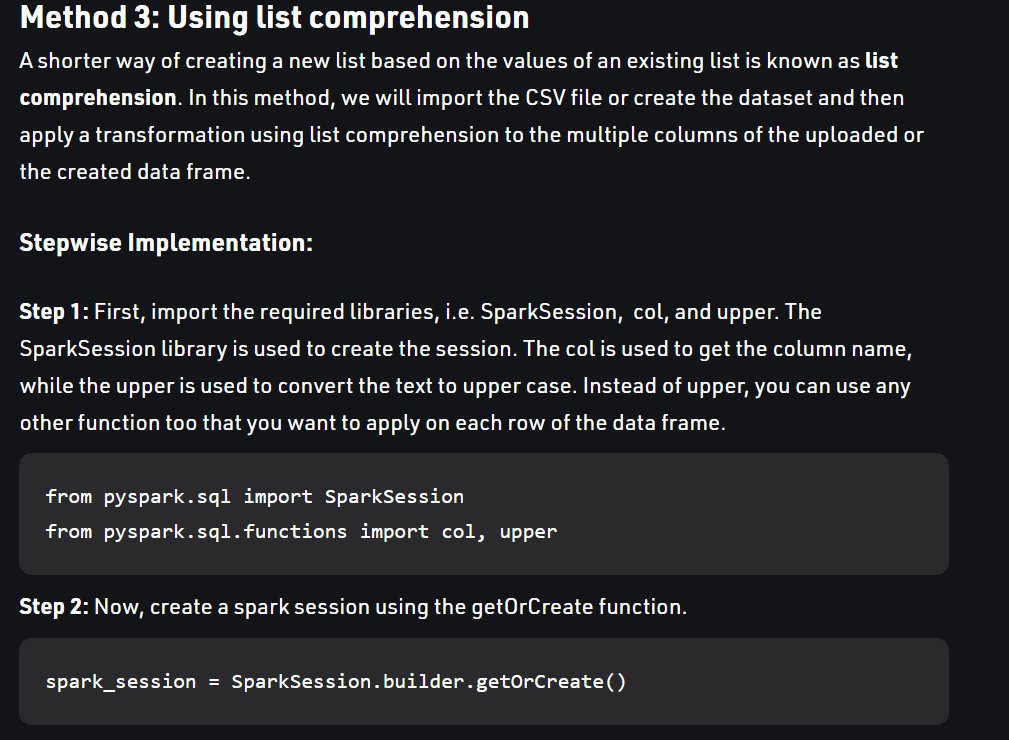 Method 3: Using list comprehension
A shorter way of creating a new list based on the values of an existing list is known as list
comprehension. In this method, we will import the CSV file or create the dataset and then
apply a transformation using list comprehension to the multiple columns of the uploaded or
the created data frame.
Stepwise Implementation:
Step 1: First, import the required libraries, i.e. SparkSession,  col, and upper. The
SparkSession library is used to create the session. The col is used to get the column name,
while the upper is used to convert the text to upper case. Instead of upper, you can use any
other function too that you want to apply on each row of the data frame.
from pyspark.sql import SparkSession
from pyspark.sql.functions import col, upper
Step 2: Now, create a spark session using the getOrCreate function.
spark_session = SparkSession.builder.getOrCreate()